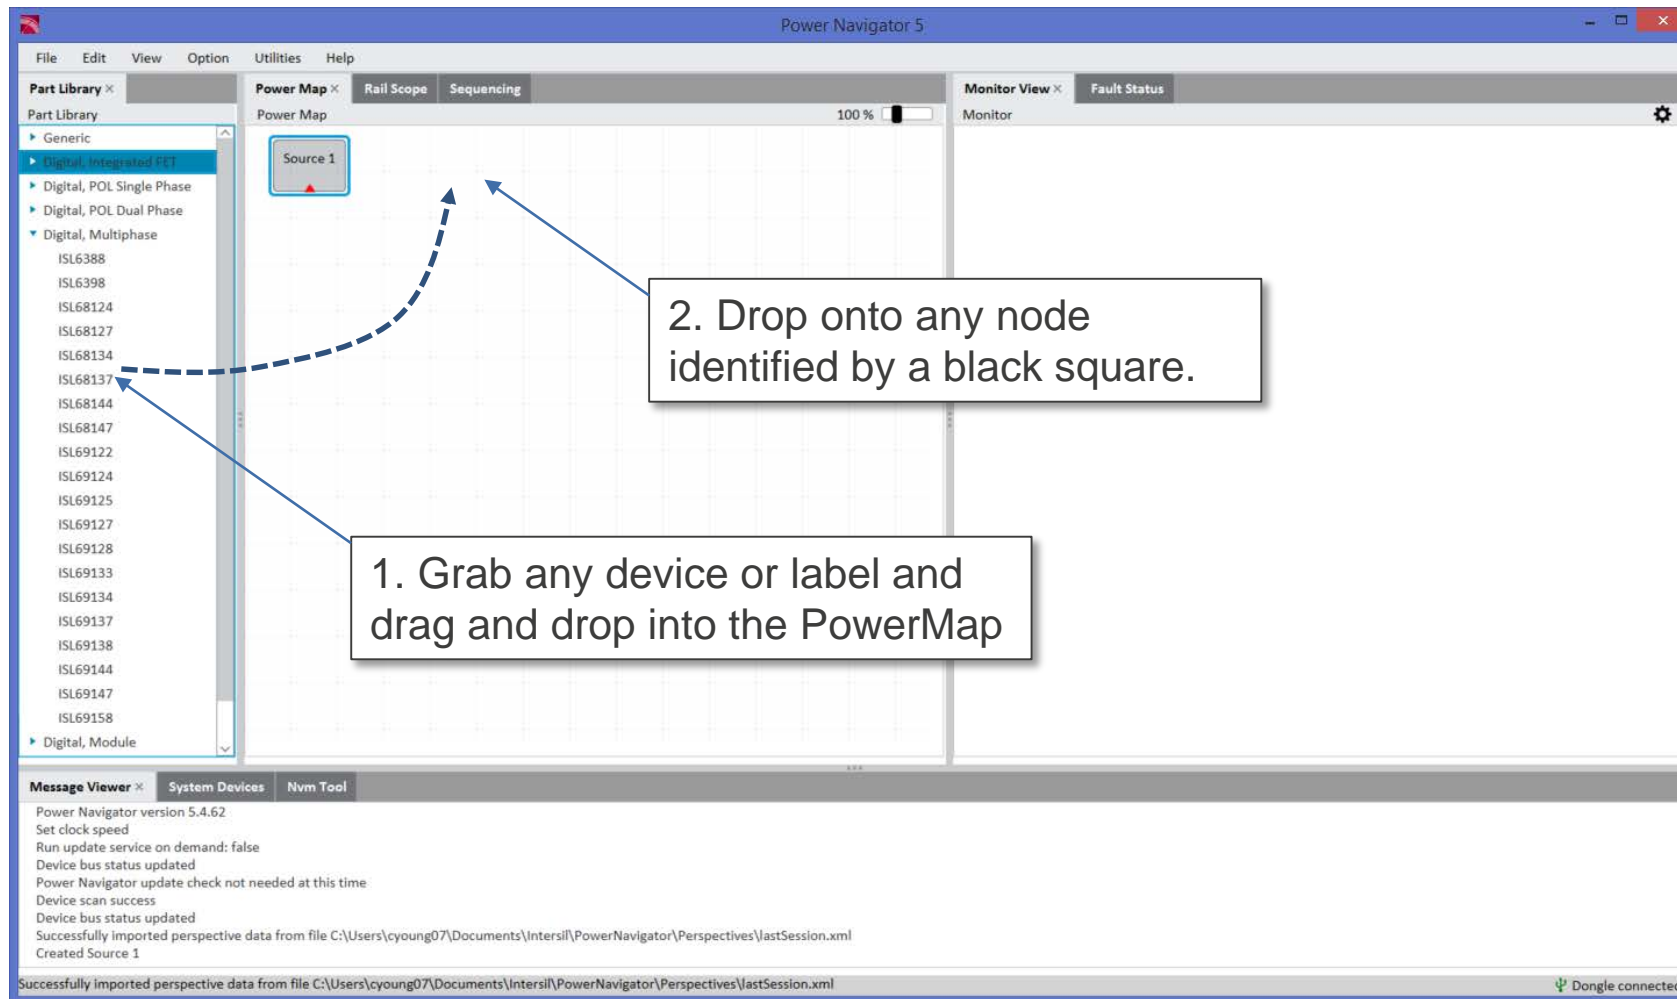 Power Navigator 5
File Edit View Option Utilities Help
Part Library ×
Power Map × Rail Scope Sequencing
Monitor View × Fault Status
Part Library
Power Map 100 %
Monitor
Generic
Digital, Integrated FET
Digital, POL Single Phase
Digital, POL Dual Phase
Digital, Multiphase
ISL6388
ISL6398
ISL68124
ISL68127
ISL68134
ISL68137
ISL68144
ISL68147
ISL69122
ISL69124
ISL69125
ISL69127
ISL69128
ISL69133
ISL69134
ISL69137
ISL69138
ISL69144
ISL69147
ISL69158
Digital, Module
Source 1
2. Drop onto any node
identified by a black square.
1. Grab any device or label and
drag and drop into the PowerMap
Message Viewer × System Devices Nvm Tool
Power Navigator version 5.4.62
Set clock speed
Run update service on demand: false
Device bus status updated
Power Navigator update check not needed at this time
Device scan success
Device bus status updated
Successfully imported perspective data from file C:\Users\cyoung07\Documents\Intersil\PowerNavigator\Perspectives\lastSession.xml
Created Source 1
Successfully imported perspective data from file C:\Users\cyoung07\Documents\Intersil\PowerNavigator\Perspectives\lastSession.xml
Dongle connected